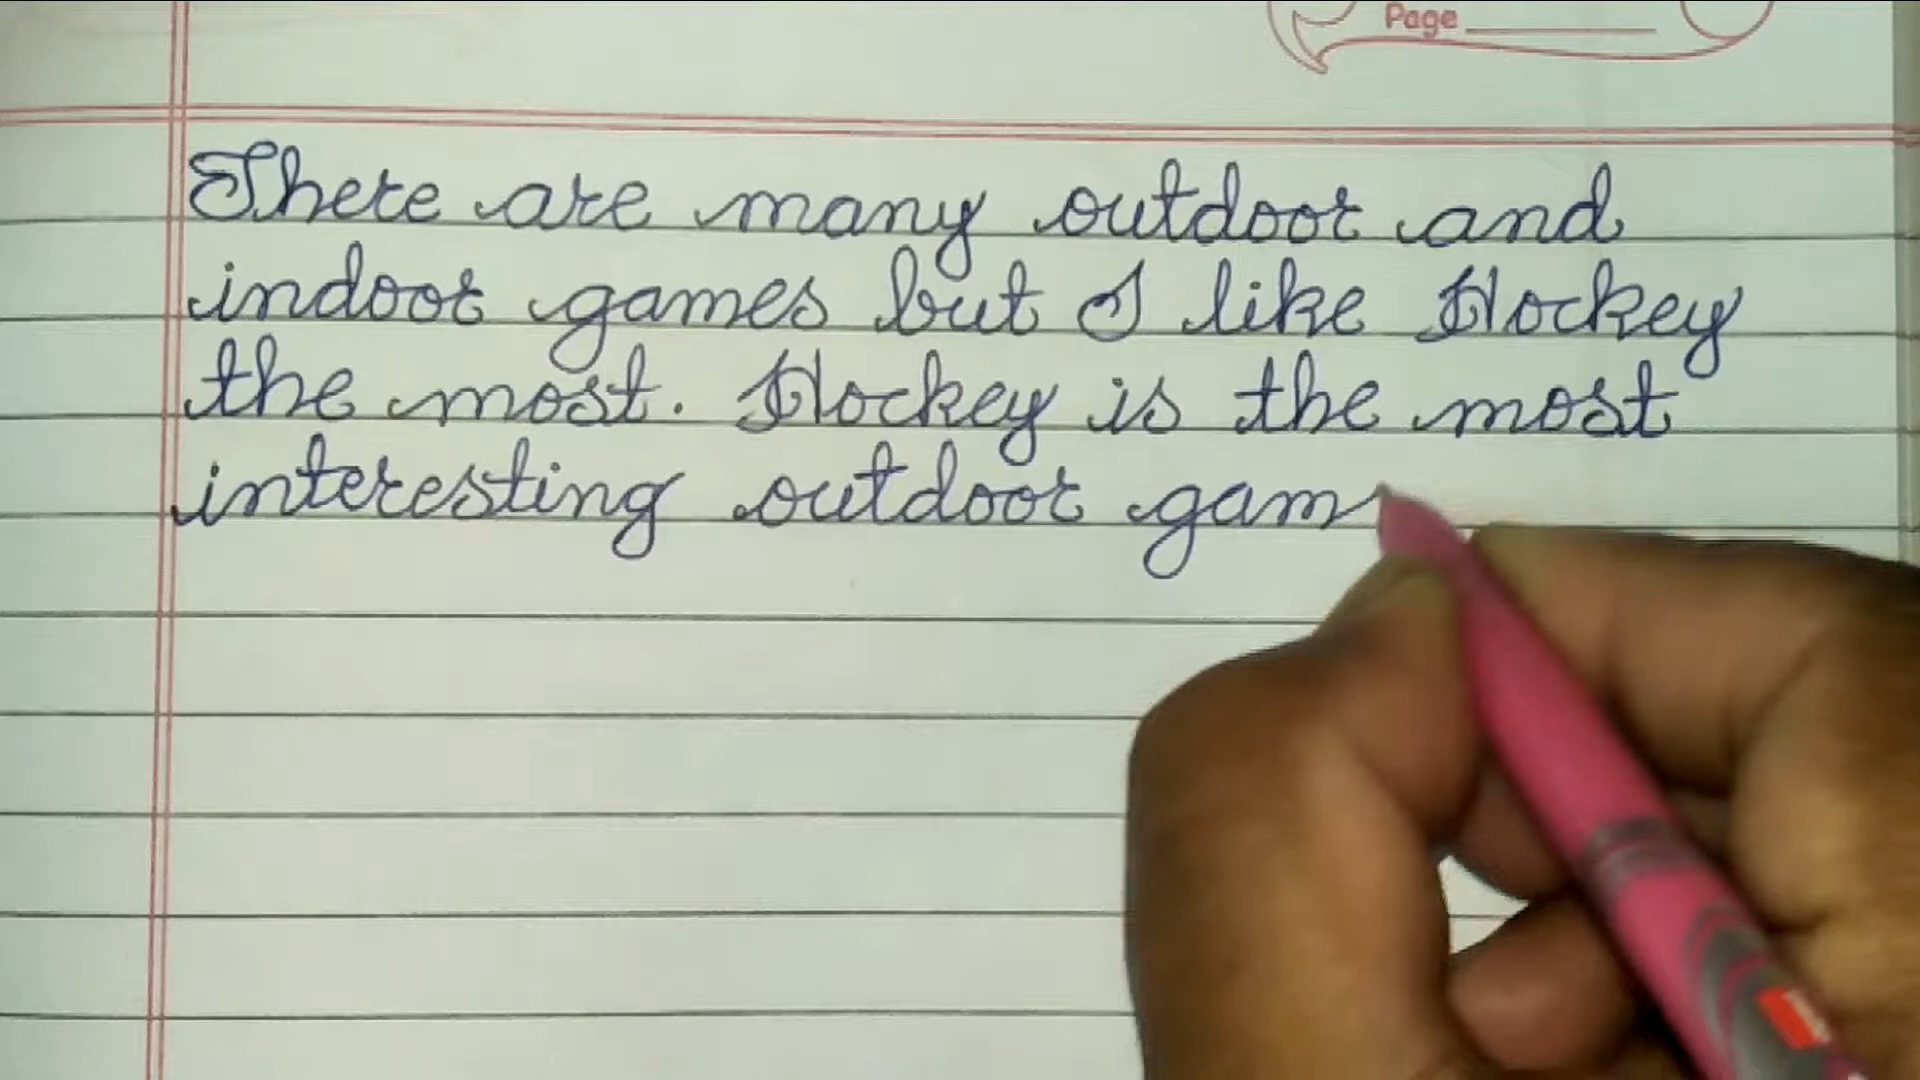 Page
There are many outdoor and
indoor games but I like Hockey
the most. Hockey is the most
interesting outdoor gam